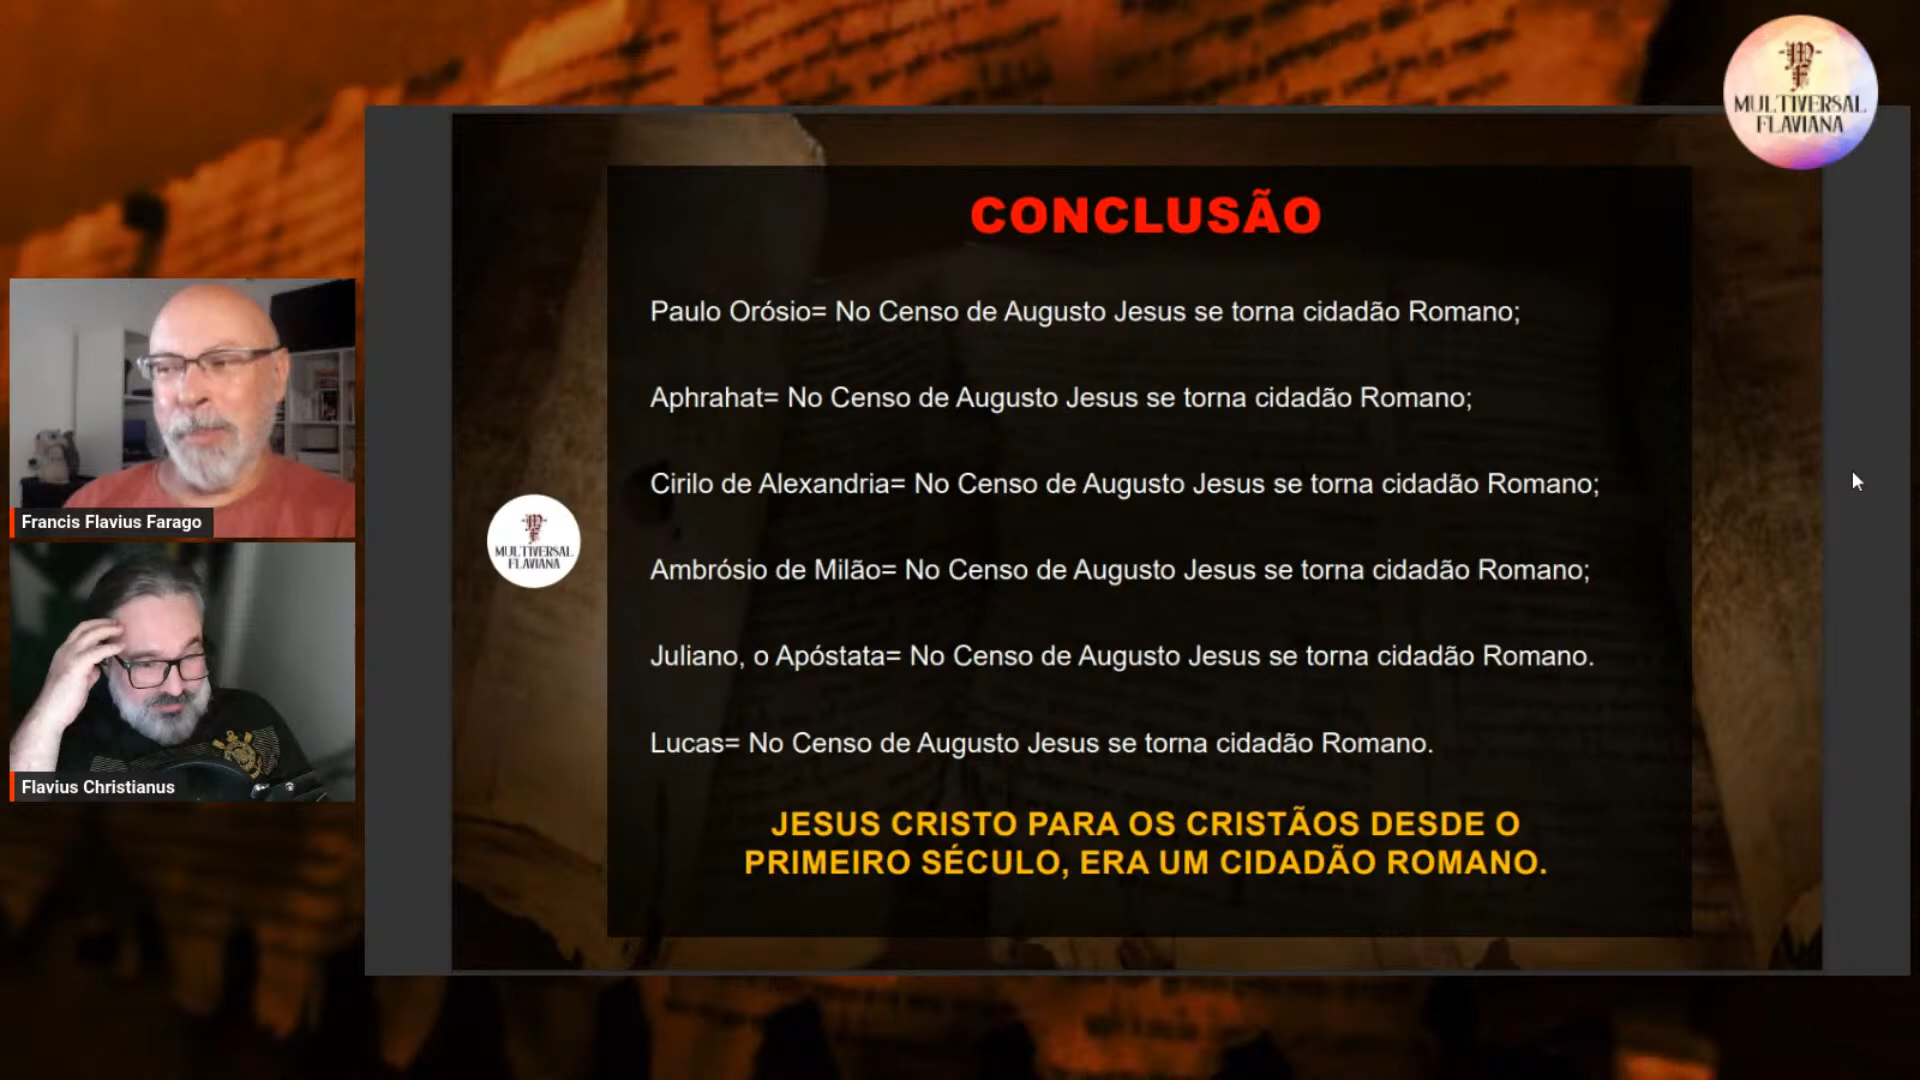 MULTIVERSAL
FLAVIANA
CONCLUSÃO
Paulo Orósio= No Censo de Augusto Jesus se torna cidadão Romano;
Aphrahat= No Censo de Augusto Jesus se torna cidadão Romano;
Cirilo de Alexandria= No Censo de Augusto Jesus se torna cidadão Romano;
Ambrósio de Milão= No Censo de Augusto Jesus se torna cidadão Romano;
Juliano, o Apóstata= No Censo de Augusto Jesus se torna cidadão Romano.
Lucas= No Censo de Augusto Jesus se torna cidadão Romano.
JESUS CRISTO PARA OS CRISTÃOS DESDE O
PRIMEIRO SÉCULO, ERA UM CIDADÃO ROMANO.
MULTIVERSAL
FLAVIANA
Francis Flavius Farago
Flavius Christianus